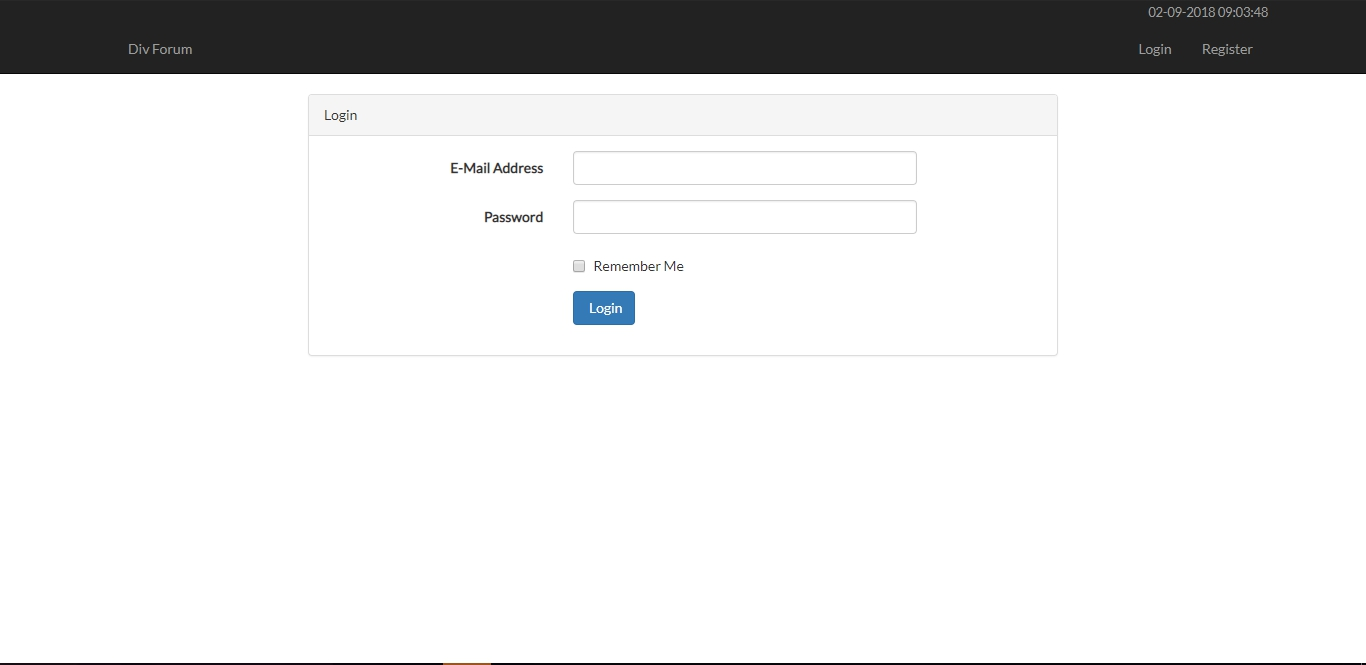 02-09-2018 09:03:48
Div Forum
Login Register
Login
E-Mail Address
Password
Remember Me
Login